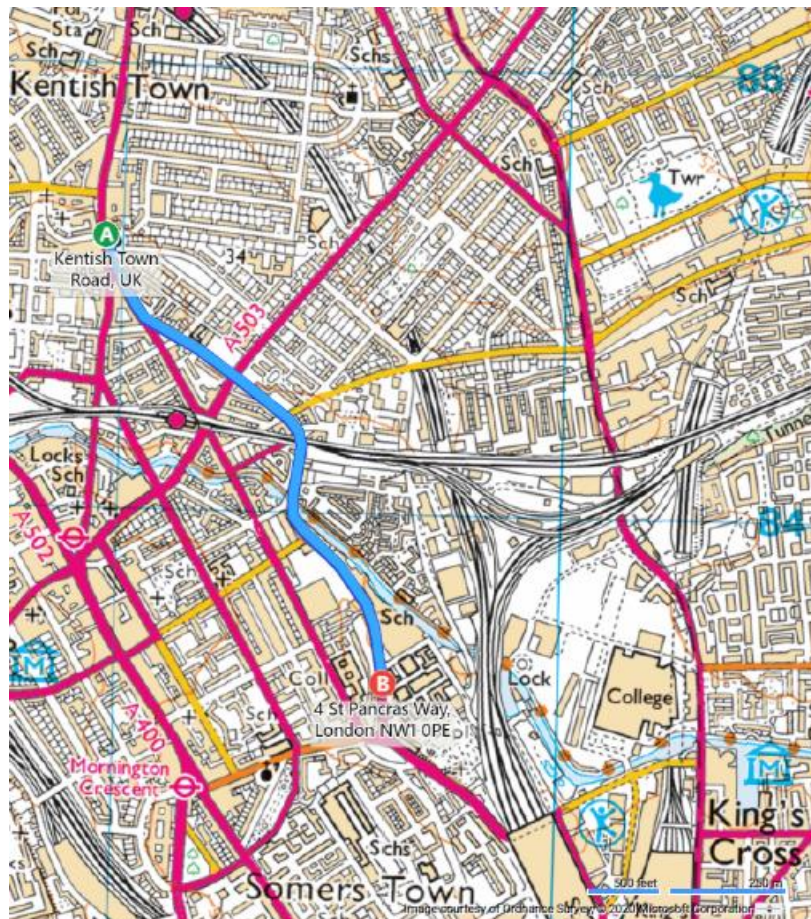 Sta
Sch
Sch
Kentish Town
Schs
Sch
85
Sch
Twr
A
Kentish Town
Road, UK
34
Sch
Sch
A503
Locks
Sch
Tunnel
A502
84
Sch
Sch
B
Coll
4 St Pancras Way,
London NW1 0PE
Lock
College
Sch
A400
Mornington
Crescent
M
M
King's
Cross
Schs
Somers Town
500 feet
250 m
Image courtesy of Ordnance Survey, © 2020 Microsoft Corporation